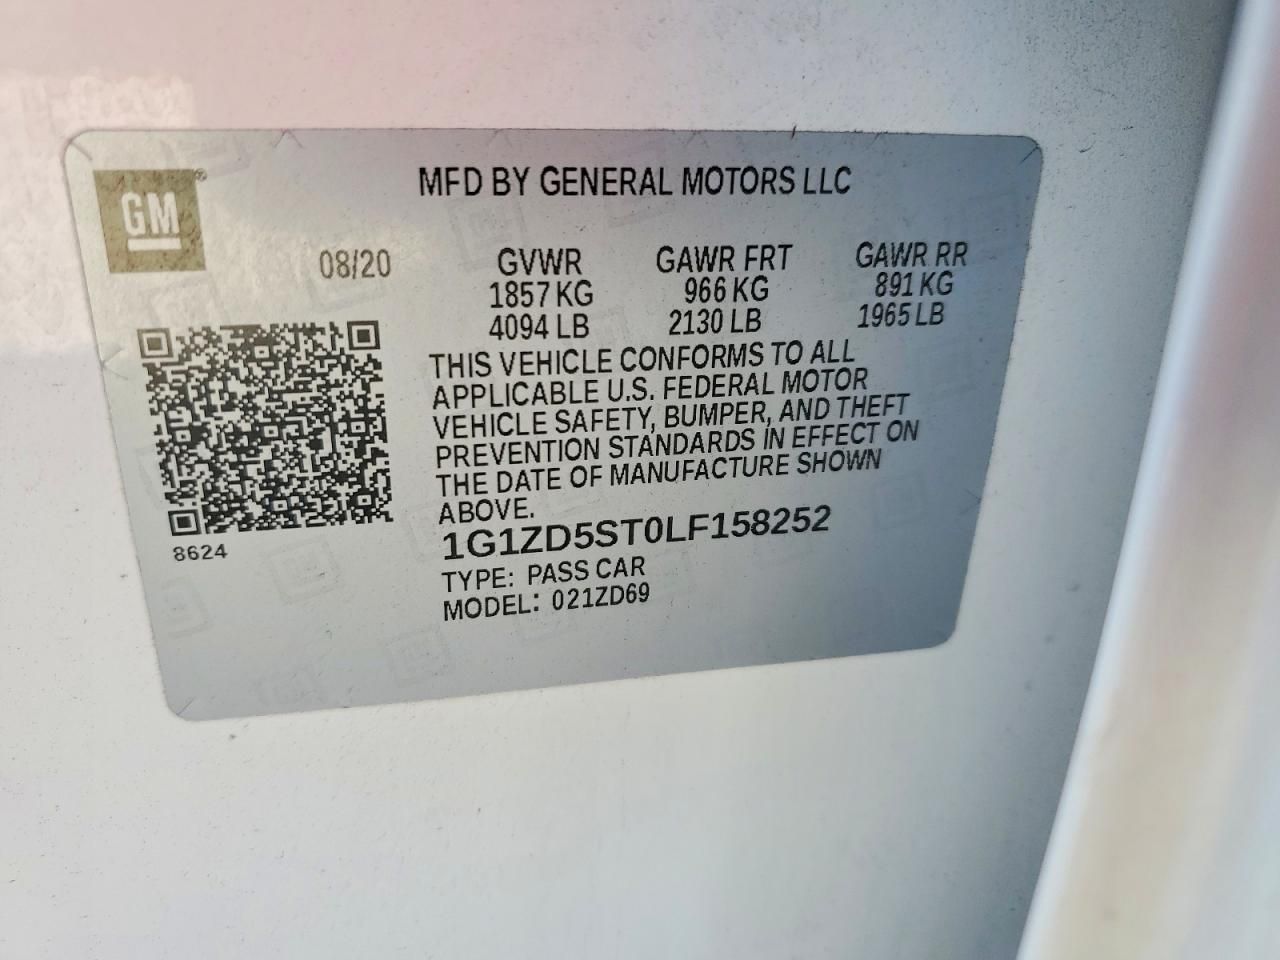 GM®
MFD BY GENERAL MOTORS LLC
08/20 GVWR GAWR FRT GAWR RR
1857 KG 966 KG 891 KG
4094 LB 2130 LB 1965 LB
THIS VEHICLE CONFORMS TO ALL
APPLICABLE U.S. FEDERAL MOTOR
VEHICLE SAFETY, BUMPER, AND THEFT
PREVENTION STANDARDS IN EFFECT ON
THE DATE OF MANUFACTURE SHOWN
ABOVE.
1G1ZD5ST0LF158252
8624
TYPE: PASS CAR
MODEL: 021ZD69